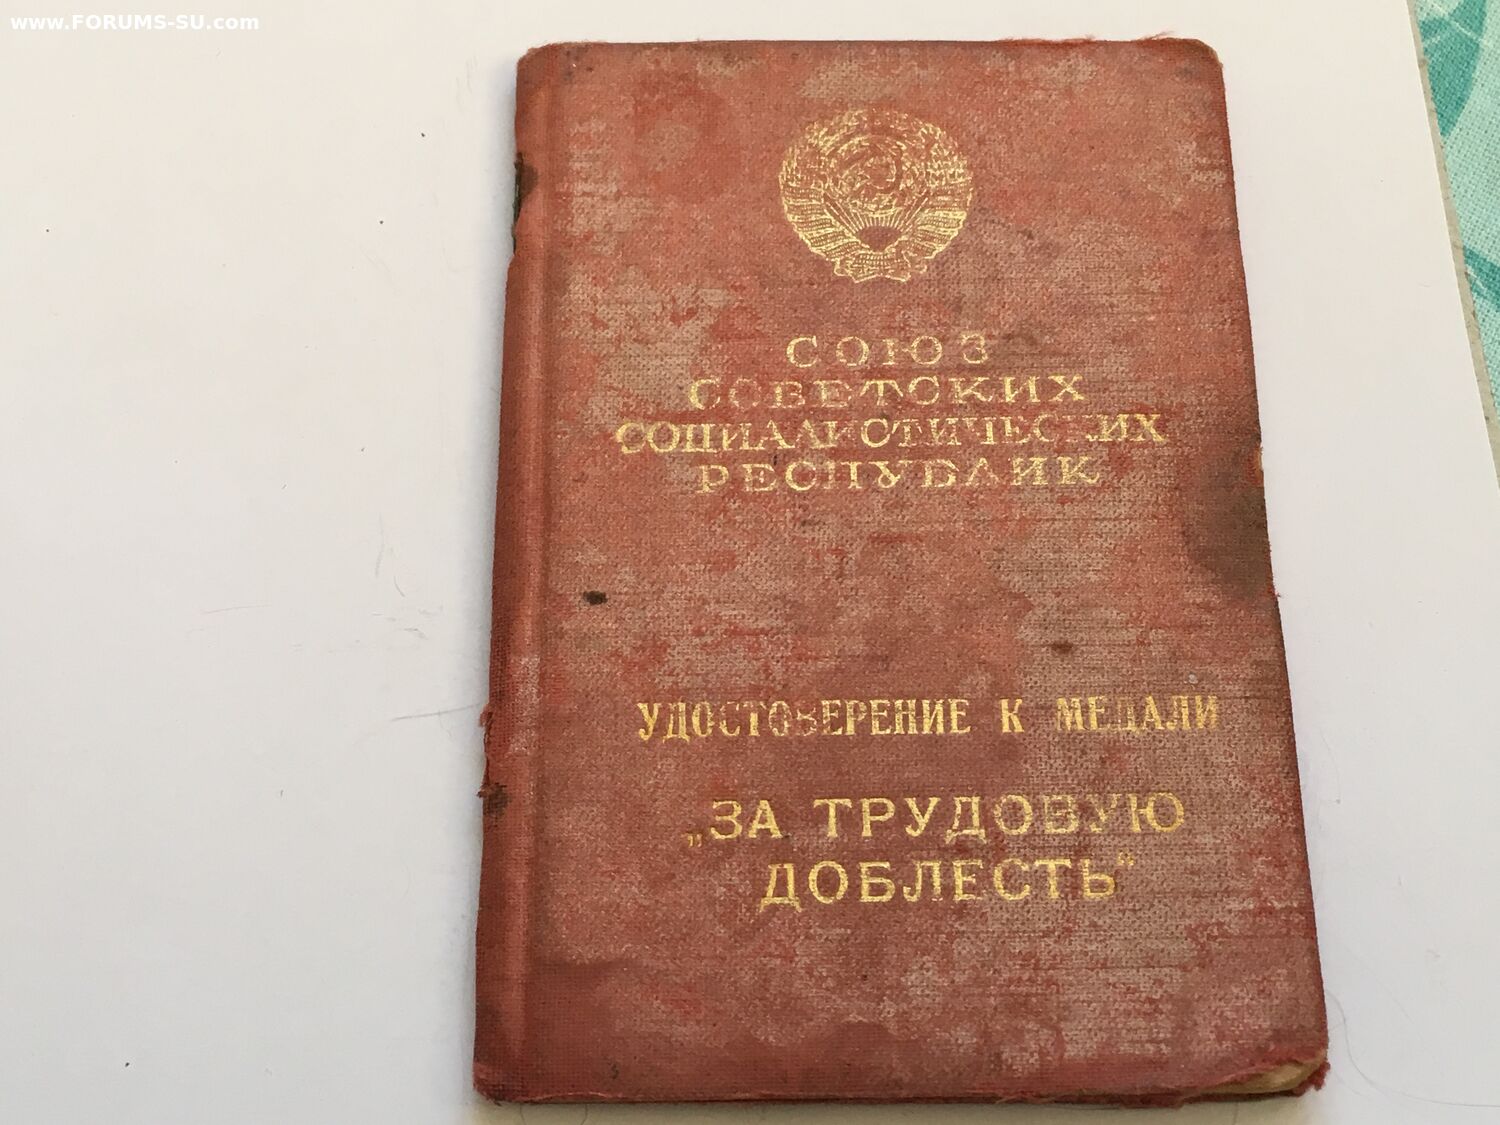 www.FORUMS-SU.com
СОЮЗ
СОВЕТСКИХ
СОЦИАЛИСТИЧЕСКИХ
РЕСПУБЛИК
УДОСТОВЕРЕНИЕ К МЕДАЛИ
„ЗА ТРУДОВУЮ
ДОБЛЕСТЬ“